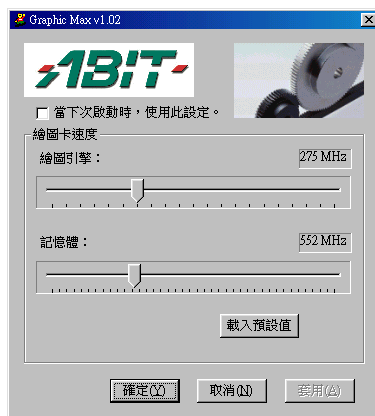 Graphic Max v1.02
ABIT
當下次啟動時，使用此設定。
繪圖卡速度
繪圖引擎：
275 MHz
記憶體：
552 MHz
載入預設值
確定(Y)
取消(N)
套用(A)